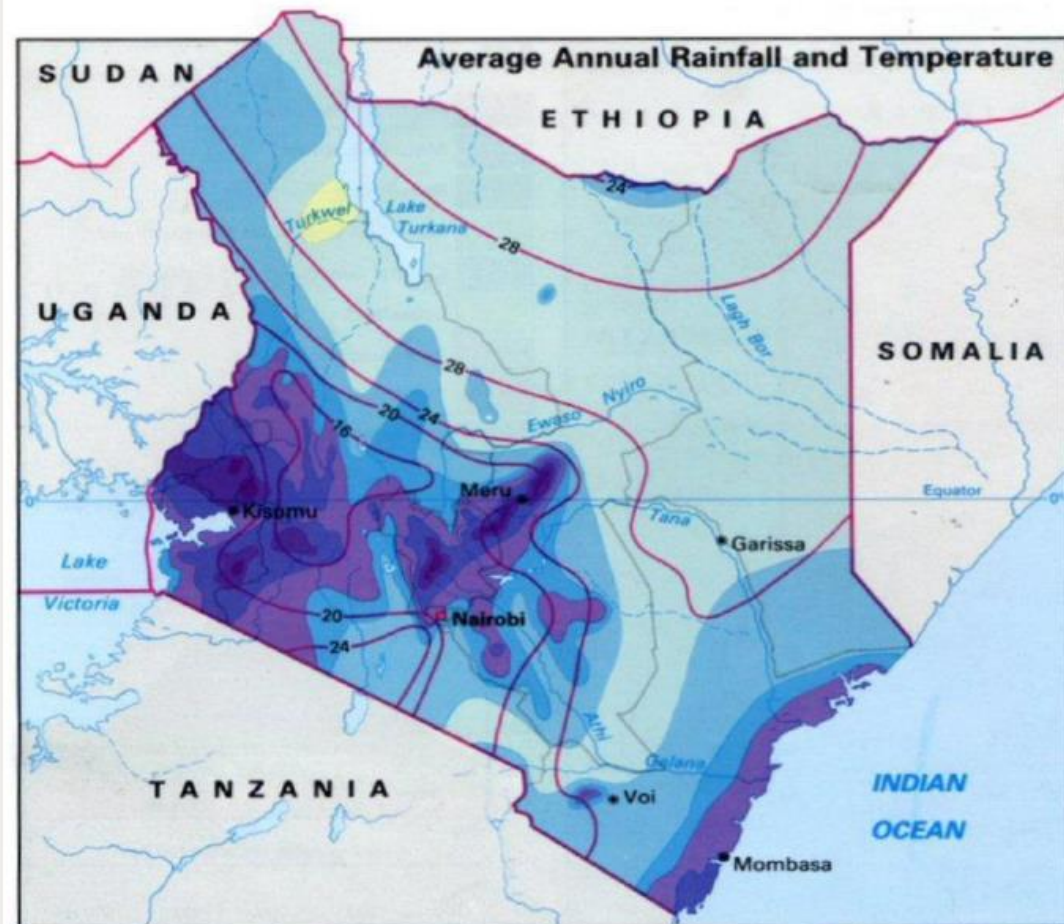 Average Annual Rainfall and Temperature
SUDAN
ETHIOPIA
24
Turkwel
Lake
Turkana
28
UGANDA
Lagh Bor
SOMALIA
28
Nyiro
20
24
Ewaso
16
Meru
Equator
0
0°
Kisumu
Tana
Garissa
Lake
Victoria
20
Nairobi
24
Athi
Galana
TANZANIA
Voi
INDIAN
OCEAN
Mombasa